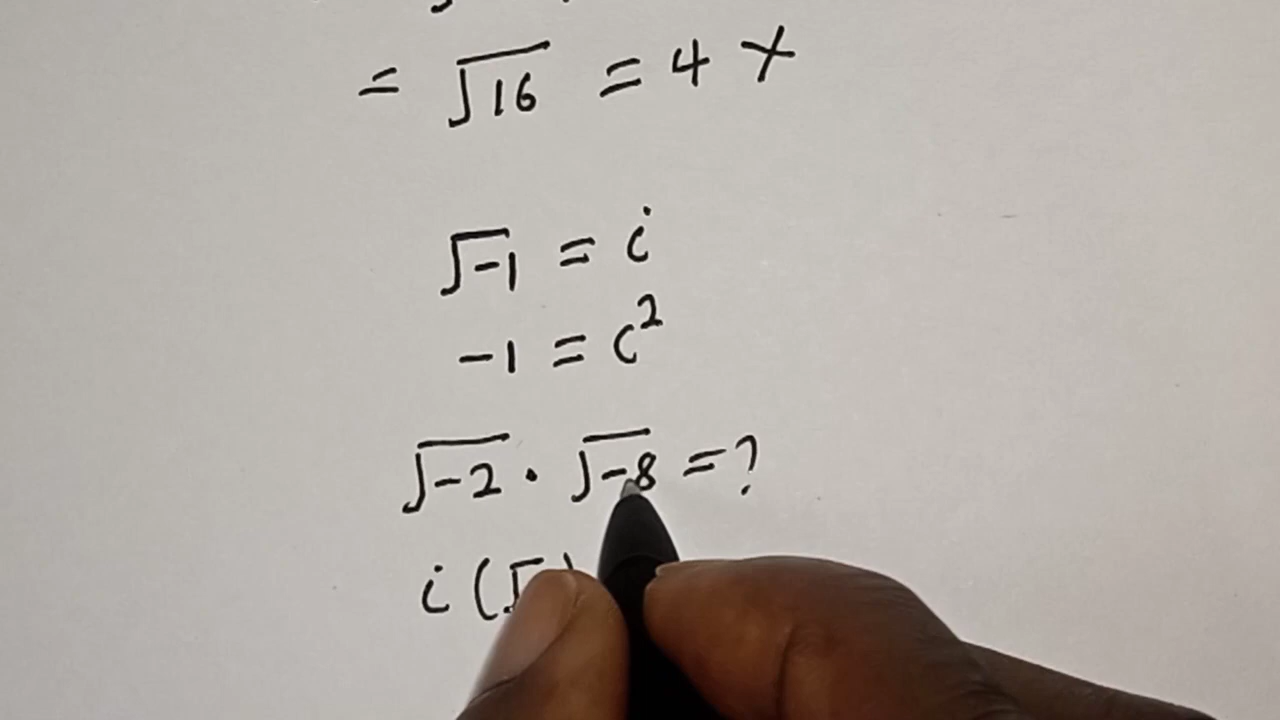 = √16 = 4 ×
√-1 = i
-1 = i²
√-2 · √-8 = ?
i (√